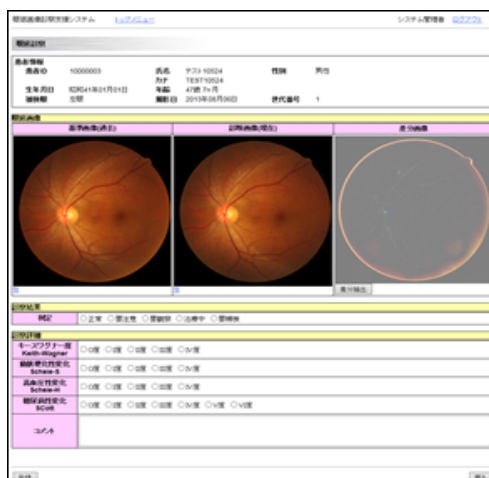 眼底画像診断支援システム トップメニュー システム管理者 ログアウト
眼底診断
患者情報
患者ID 10000003 氏名 テスト10524 性別 男性
カナ TEST10524
生年月日 昭和41年01月01日 年齢 47歳 7ヶ月
被検眼 左眼 撮影日 2013年08月06日 世代番号 1
眼底画像
基準画像(過去) 診断画像(現在) 差分画像
差分抽出
診断結果
判定 ○正常 ○要注意 ○要観察 ○治療中 ○要精検
診断詳細
キースワグナー度 Keith-Wagner ○0度 ○I度 ○II度 ○III度 ○IV度
動脈硬化性変化 Scheie-S ○0度 ○I度 ○II度 ○III度 ○IV度
高血圧性変化 Scheie-H ○0度 ○I度 ○II度 ○III度 ○IV度
糖尿病性変化 SCott ○0度 ○I度 ○II度 ○III度 ○IV度 ○V度 ○VI度
コメント